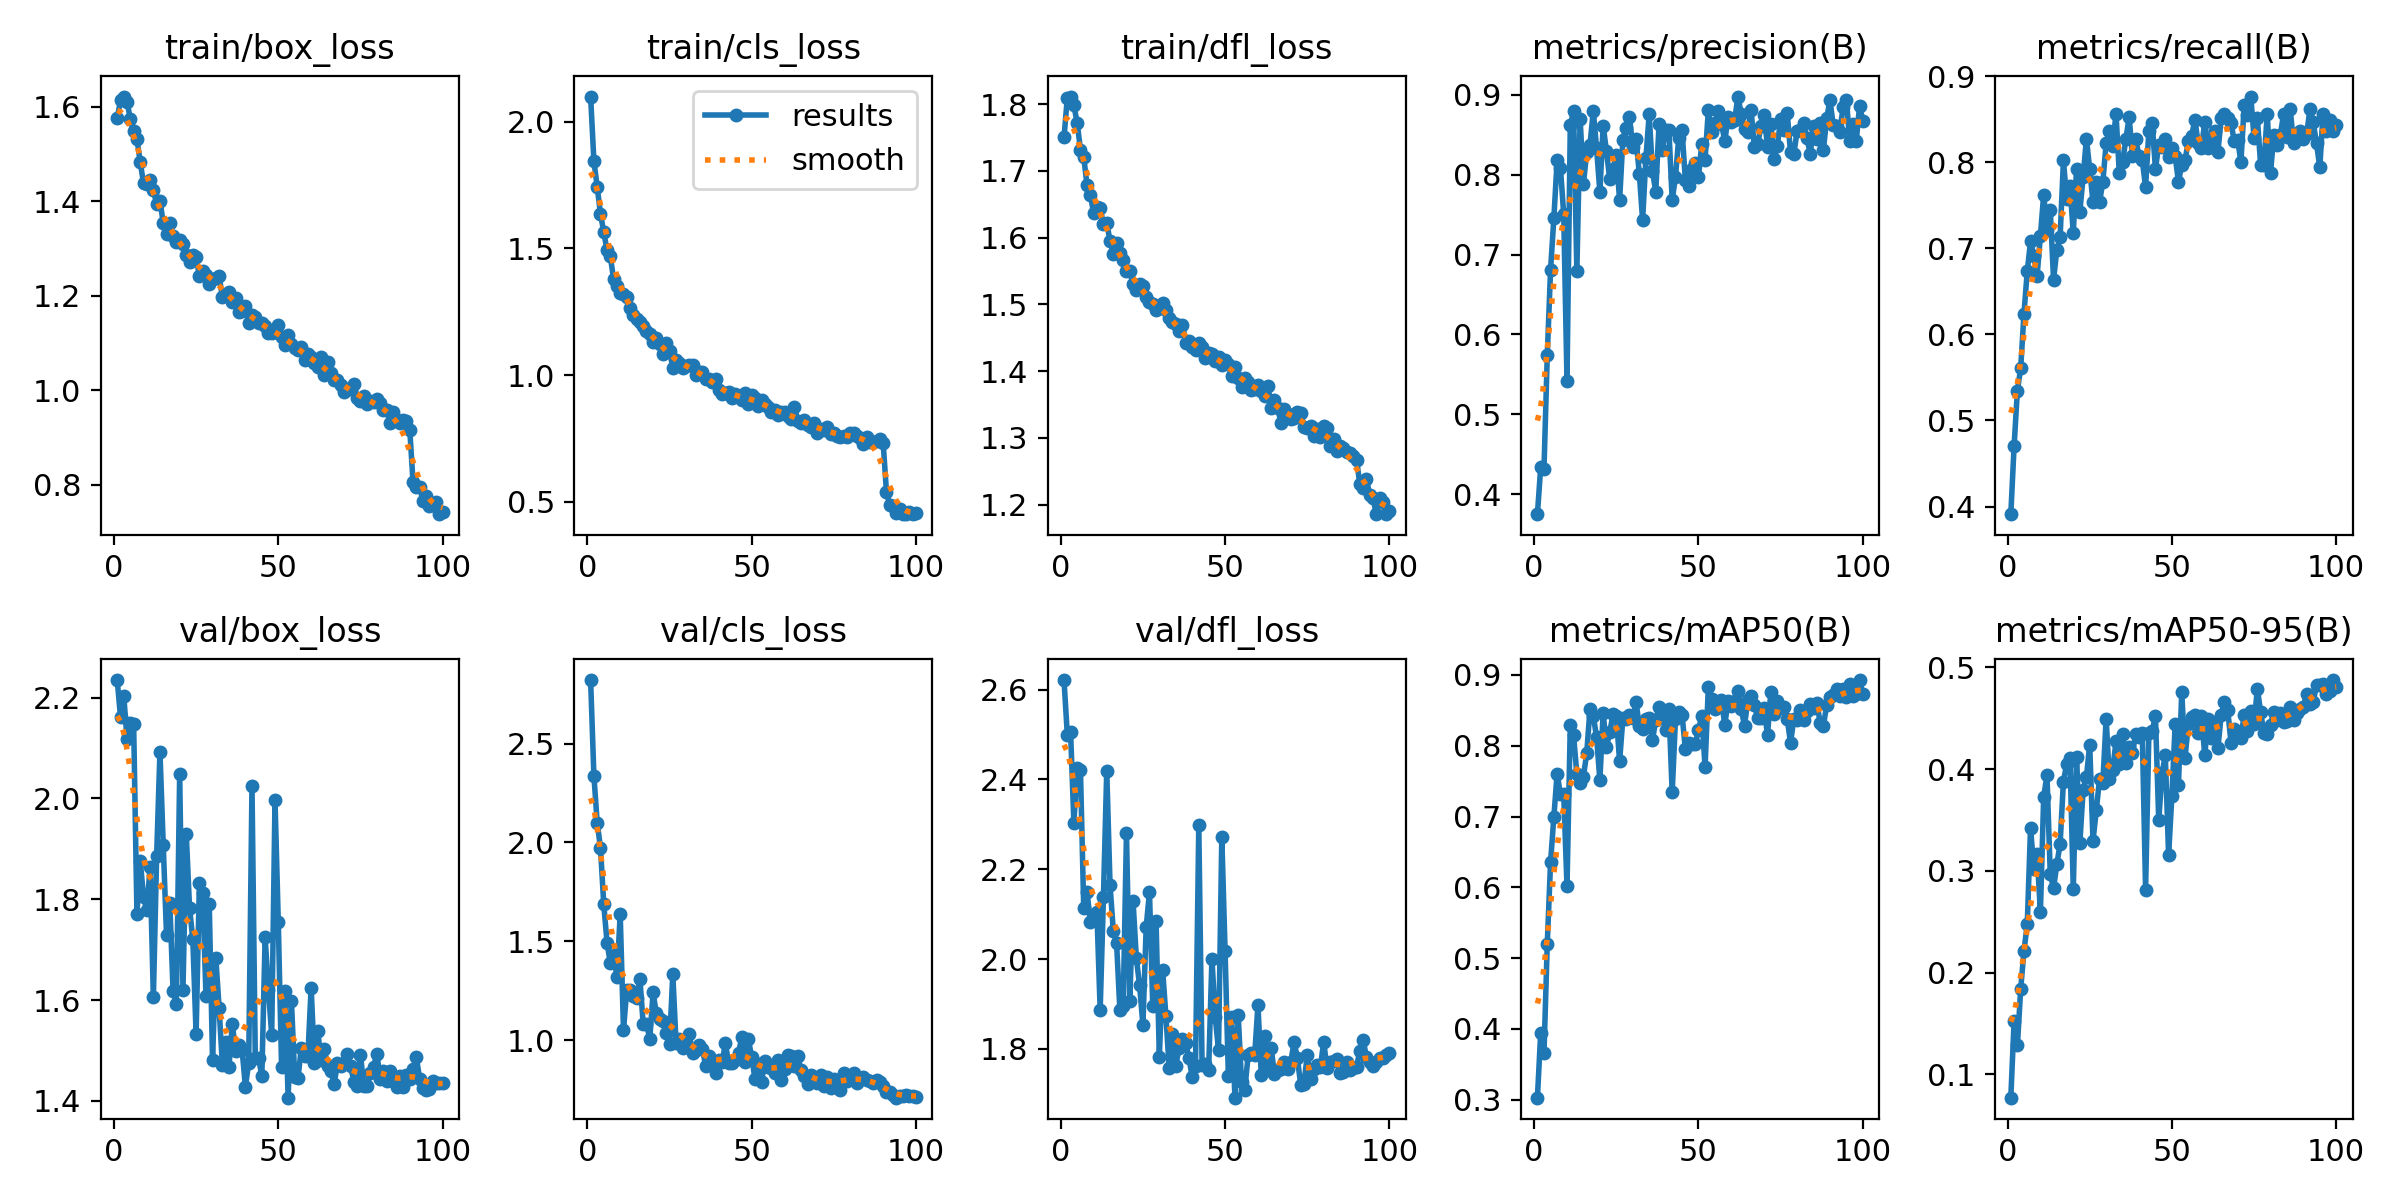 train/box_loss
1.6
1.4
1.2
1.0
0.8
0 50 100
train/cls_loss
results
smooth
2.0
1.5
1.0
0.5
0 50 100
train/dfl_loss
1.8
1.7
1.6
1.5
1.4
1.3
1.2
0 50 100
metrics/precision(B)
0.9
0.8
0.7
0.6
0.5
0.4
0 50 100
metrics/recall(B)
0.9
0.8
0.7
0.6
0.5
0.4
0 50 100
val/box_loss
2.2
2.0
1.8
1.6
1.4
0 50 100
val/cls_loss
2.5
2.0
1.5
1.0
0 50 100
val/dfl_loss
2.6
2.4
2.2
2.0
1.8
0 50 100
metrics/mAP50(B)
0.9
0.8
0.7
0.6
0.5
0.4
0.3
0 50 100
metrics/mAP50-95(B)
0.5
0.4
0.3
0.2
0.1
0 50 100